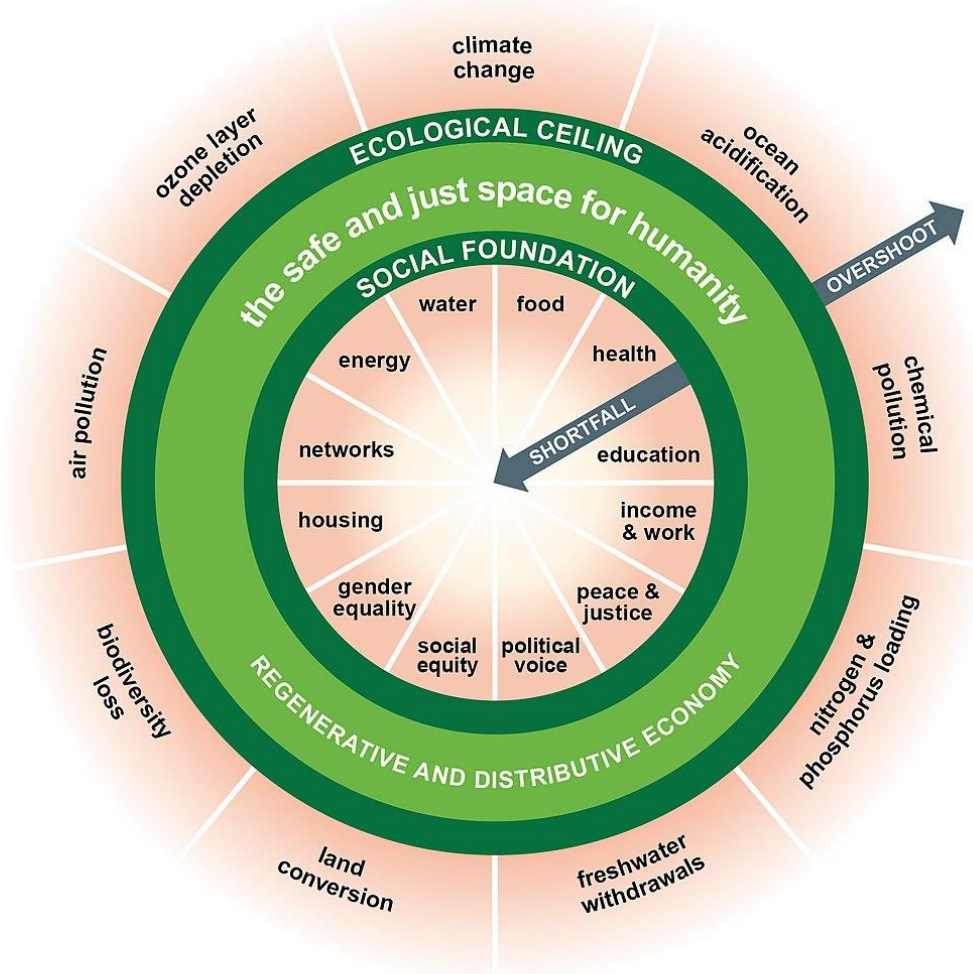 climate
change
ocean
acidification
OVERSHOOT
chemical
pollution
nitrogen &
phosphorus loading
freshwater
withdrawals
land
conversion
biodiversity
loss
air pollution
ozone layer
depletion
ECOLOGICAL CEILING
the safe and just space for humanity
SOCIAL FOUNDATION
water
food
health
SHORTFALL
education
income
& work
peace &
justice
political
voice
social
equity
gender
equality
housing
networks
energy
REGENERATIVE AND DISTRIBUTIVE ECONOMY